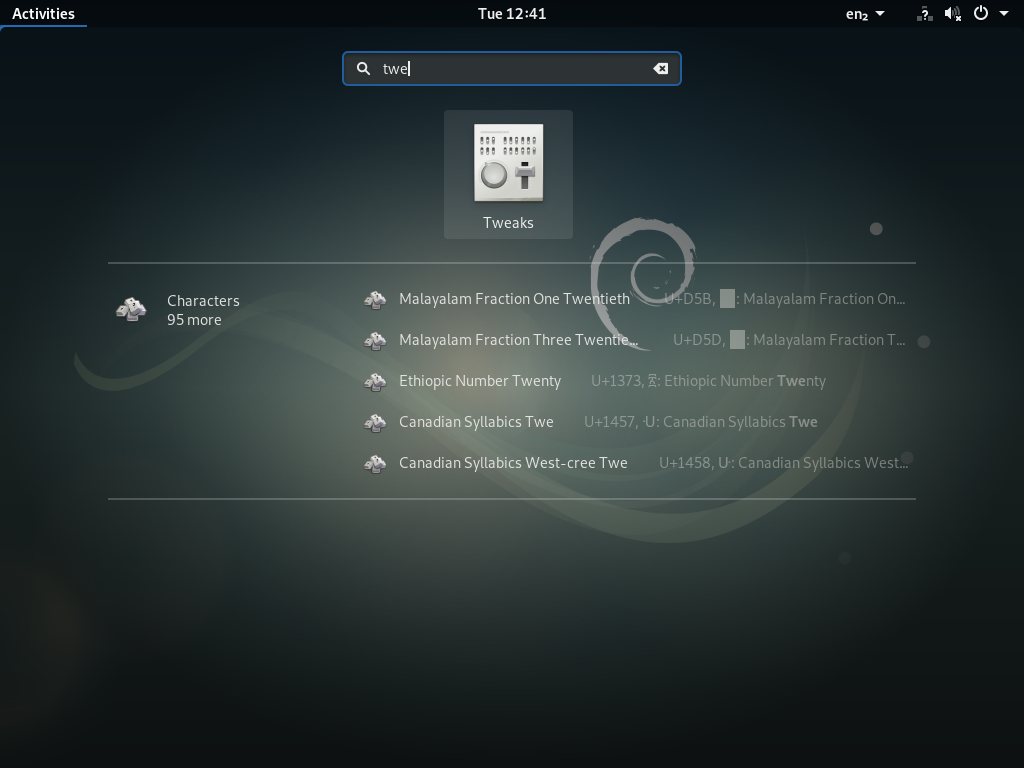 Activities
Tue 12:41
en₂
twe
Tweaks
Characters
95 more
Malayalam Fraction One Twentieth U+D5B, : Malayalam Fraction On…
Malayalam Fraction Three Twentie… U+D5D, : Malayalam Fraction T…
Ethiopic Number Twenty U+1373, ፳: Ethiopic Number Twenty
Canadian Syllabics Twe U+1457, ᑗ: Canadian Syllabics Twe
Canadian Syllabics West-cree Twe U+1458, ᑘ: Canadian Syllabics West…